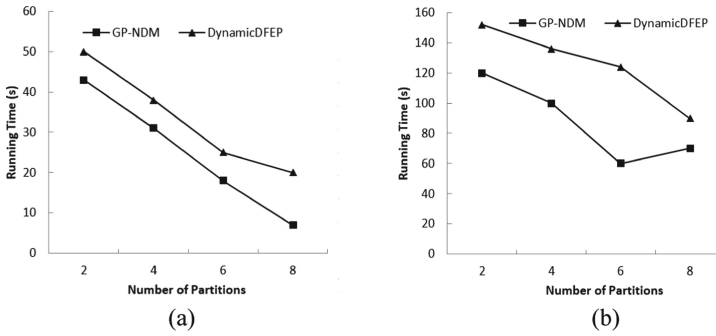 GP-NDM DynamicDFEP
60
50
40
30
20
10
0
Running Time (s)
2 4 6 8
Number of Partitions
(a)
GP-NDM DynamicDFEP
160
140
120
100
80
60
40
20
0
Running Time (s)
2 4 6 8
Number of Partitions
(b)